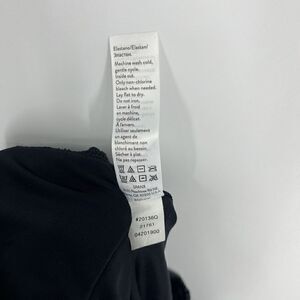 Elastano/Elastan/
Эластан.
Machine wash cold,
gentle cycle.
Inside out.
Only non-chlorine
bleach when needed.
Lay flat to dry.
Do not iron.
Laver à froid
en machine,
cycle délicat.
À l'envers.
Utiliser seulement
un agent de
blanchiment non
chloré au besoin.
Sécher à plat.
Ne pas repasser.
SPANX
#20136Q
21761
04201900